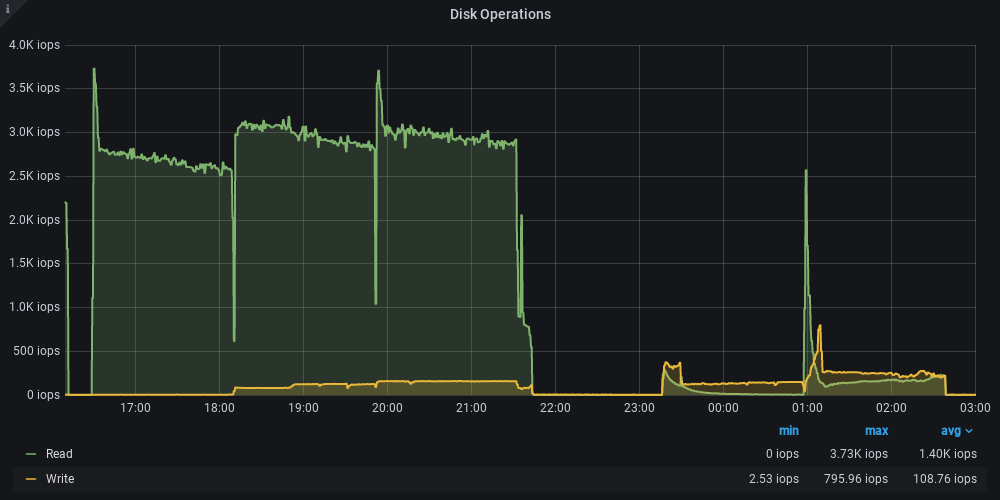 i
Disk Operations
4.0K iops
3.5K iops
3.0K iops
2.5K iops
2.0K iops
1.5K iops
1.0K iops
500 iops
0 iops
17:00 18:00 19:00 20:00 21:00 22:00 23:00 00:00 01:00 02:00 03:00
min max avg
Read 0 iops 3.73K iops 1.40K iops
Write 2.53 iops 795.96 iops 108.76 iops